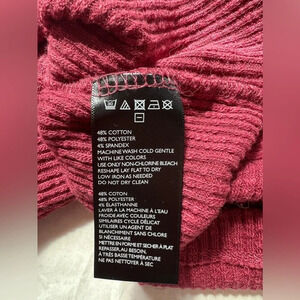 48% COTTON
48% POLYESTER
4% SPANDEX
MACHINE WASH COLD GENTLE
WITH LIKE COLORS
USE ONLY NON-CHLORINE BLEACH
RESHAPE LAY FLAT TO DRY
LOW IRON AS NEEDED
DO NOT DRY CLEAN
48% COTON
48% POLYESTER
4% ELASTHANNE
LAVER À LA MACHINE À L'EAU
FROIDE AVEC COULEURS
SIMILAIRES CYCLE DÉLICAT
UTILISER UN AGENT DE
BLANCHIMENT SANS CHLORE
SI NÉCESSAIRE
METTRE EN FORME ET SÉCHER À PLAT
REPASSER, AU BESOIN,
À TRÈS BASSE TEMPÉRATURE
NE PAS NETTOYER À SEC